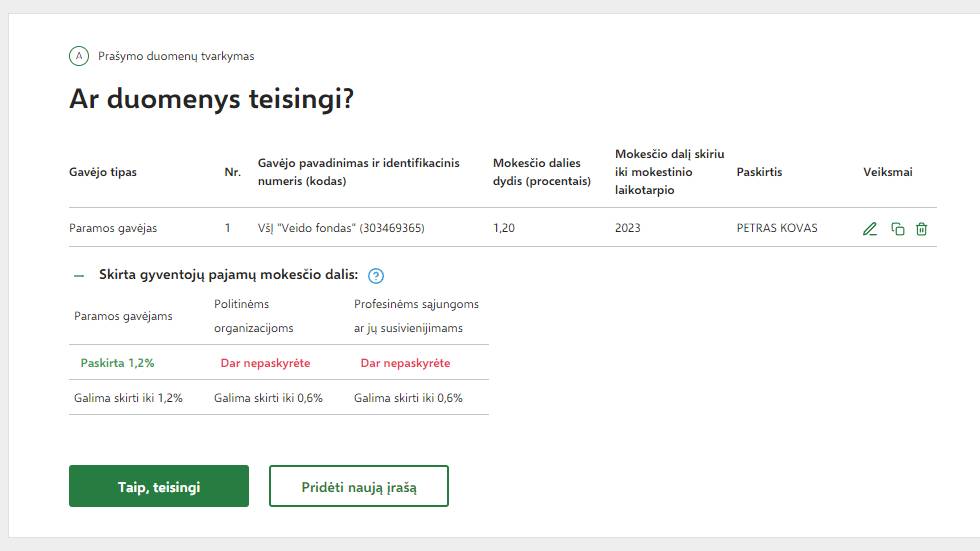 A Prašymo duomenų tvarkymas
Ar duomenys teisingi?
Gavėjo tipas
Nr.
Gavėjo pavadinimas ir identifikacinis
numeris (kodas)
Mokesčio dalies
dydis (procentais)
Mokesčio dalį skiriu
iki mokestinio
laikotarpio
Paskirtis
Veiksmai
Paramos gavėjas 1 VšĮ "Veido fondas" (303469365) 1,20 2023 PETRAS KOVAS
Skirta gyventojų pajamų mokesčio dalis: ?
Paramos gavėjams
Politinėms
organizacijoms
Profesinėms sąjungoms
ar jų susivienijimams
Paskirta 1,2% Dar nepaskyrėte Dar nepaskyrėte
Galima skirti iki 1,2% Galima skirti iki 0,6% Galima skirti iki 0,6%
Taip, teisingi
Pridėti naują įrašą